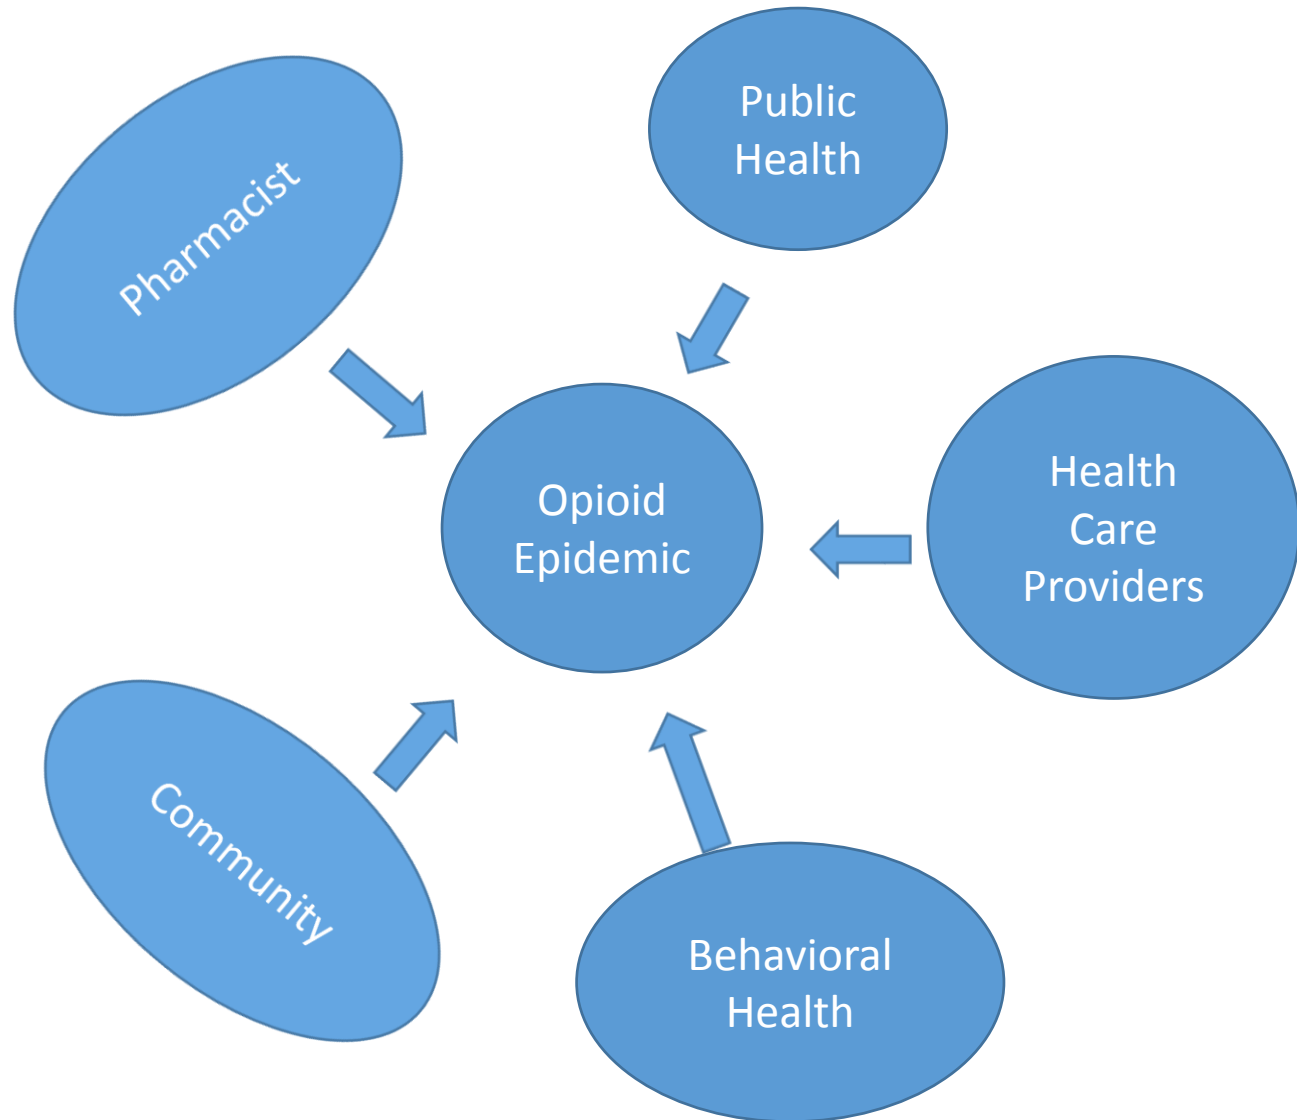 Public
Health
Pharmacist
Opioid
Epidemic
Health
Care
Providers
Community
Behavioral
Health